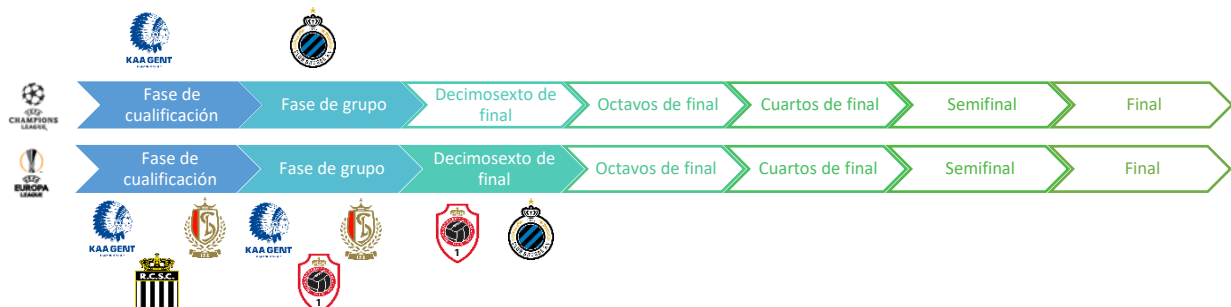 KAA GENT
CLUB BRUGGE K.V.
CHAMPIONS
LEAGUE
Fase de
cualificación
Fase de grupo
Decimosexto de
final
Octavos de final
Cuartos de final
Semifinal
Final
EUROPA
LEAGUE
Fase de
cualificación
Fase de grupo
Decimosexto de
final
Octavos de final
Cuartos de final
Semifinal
Final
KAA GENT
KAA GENT
1
R.C.S.C.
1